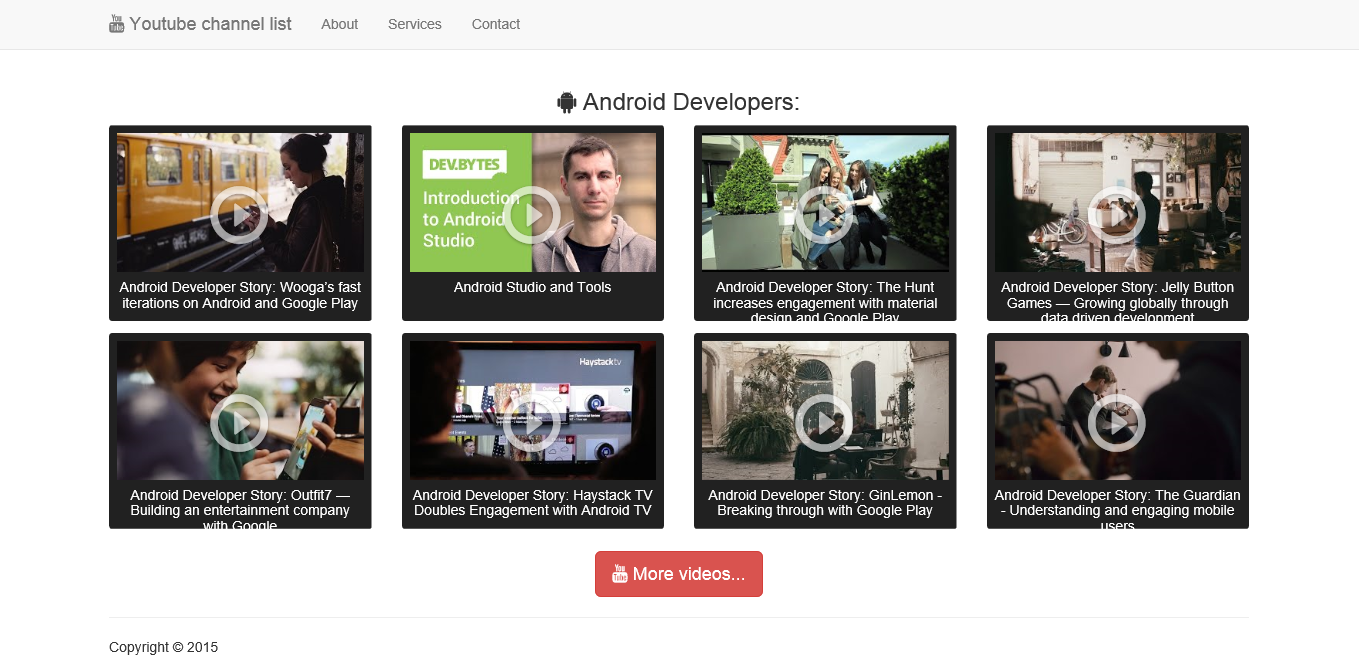 You Tube Youtube channel list About Services Contact
Android Developers:
DEV.BYTES
Introduction
to Android
Studio
Android Developer Story: Wooga's fast
iterations on Android and Google Play
Android Studio and Tools
Android Developer Story: The Hunt
increases engagement with material
design and Google Play
Android Developer Story: Jelly Button
Games — Growing globally through
data driven development
Haystack tv
Android Developer Story: Outfit7 —
Building an entertainment company
with Google
Android Developer Story: Haystack TV
Doubles Engagement with Android TV
Android Developer Story: GinLemon -
Breaking through with Google Play
Android Developer Story: The Guardian
- Understanding and engaging mobile
users
You Tube More videos...
Copyright © 2015